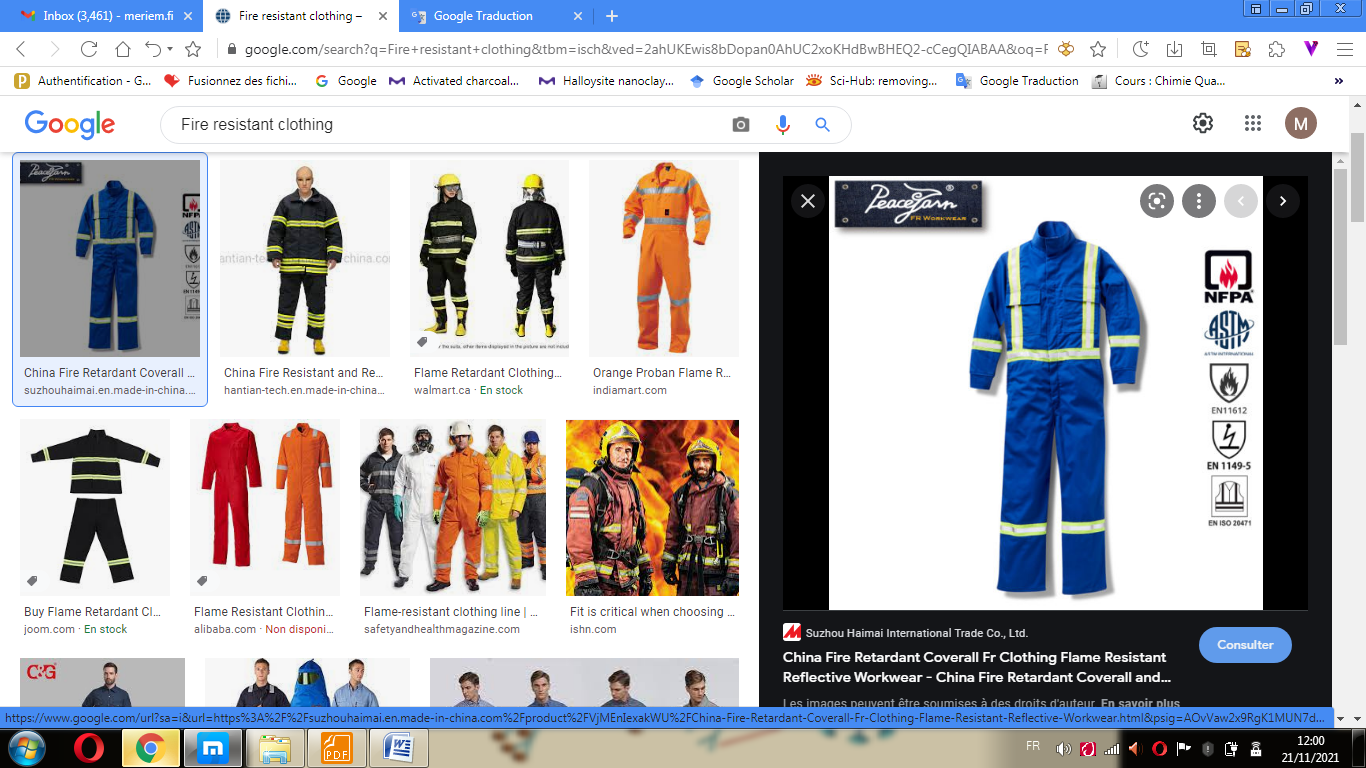 Inbox (3,461) - meriem.fi
Fire resistant clothing –
Google Traduction
google.com/search?q=Fire+resistant+clothing&tbm=isch&ved=2ahUKEwis8bDopan0AhUC2xoKHdBwBHEQ2-cCegQIABAA&oq=F
Authentification - G...
Fusionnez des fichi...
Google
Activated charcoal...
Halloysite nanoclay...
Google Scholar
Sci-Hub: removing...
Google Traduction
Cours : Chimie Qua...
»
Google
Fire resistant clothing
M
PeaceYarn
NFPA
China Fire Retardant Coverall ...
suzhouhaimai.en.made-in-china....
China Fire Resistant and Re...
hantian-tech.en.made-in-china...
Flame Retardant Clothing...
walmart.ca · En stock
Orange Proban Flame R...
indiamart.com
Buy Flame Retardant Cl...
joom.com · En stock
Flame Resistant Clothin...
alibaba.com · Non disponi...
Flame-resistant clothing line | ...
safetyandhealthmagazine.com
Fit is critical when choosing ...
ishn.com
C&G
PeaceYarn ®
FR WORKWEAR
NFPA
ASTM
ASTM INTERNATIONAL
EN11612
EN 1149-5
EN ISO 20471
Suzhou Haimai International Trade Co., Ltd.
Consulter
China Fire Retardant Coverall Fr Clothing Flame Resistant
Reflective Workwear - China Fire Retardant Coverall and...
Les images peuvent être soumises à des droits d'auteur. En savoir plus
https://www.google.com/url?sa=i&url=https%3A%2F%2Fsuzhouhaimai.en.made-in-china.com%2Fproduct%2FVjMEnIexakWU%2FChina-Fire-Retardant-Coverall-Fr-Clothing-Flame-Resistant-Reflective-Workwear.html&psig=AOvVaw2x9RgK1MUN7d...
PDF
FR
12:00
21/11/2021